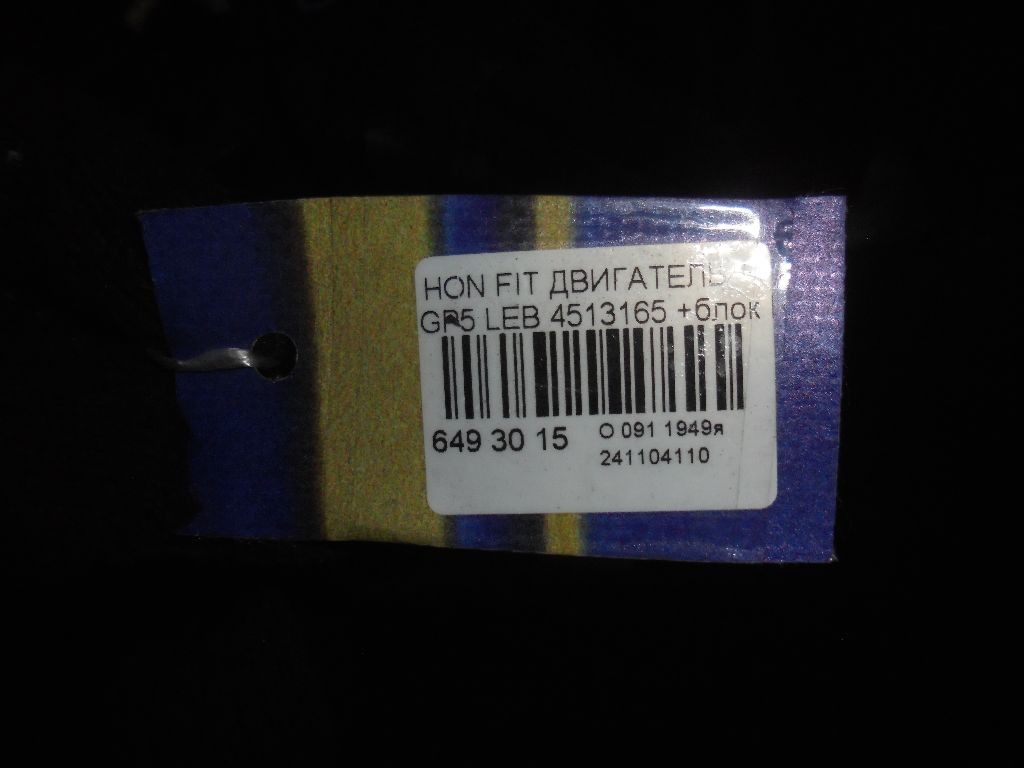 HON FIT ДВИГАТЕЛЬ
GP5 LEB 4513165 +блок
649 30 15
О 091 1949я
241104110